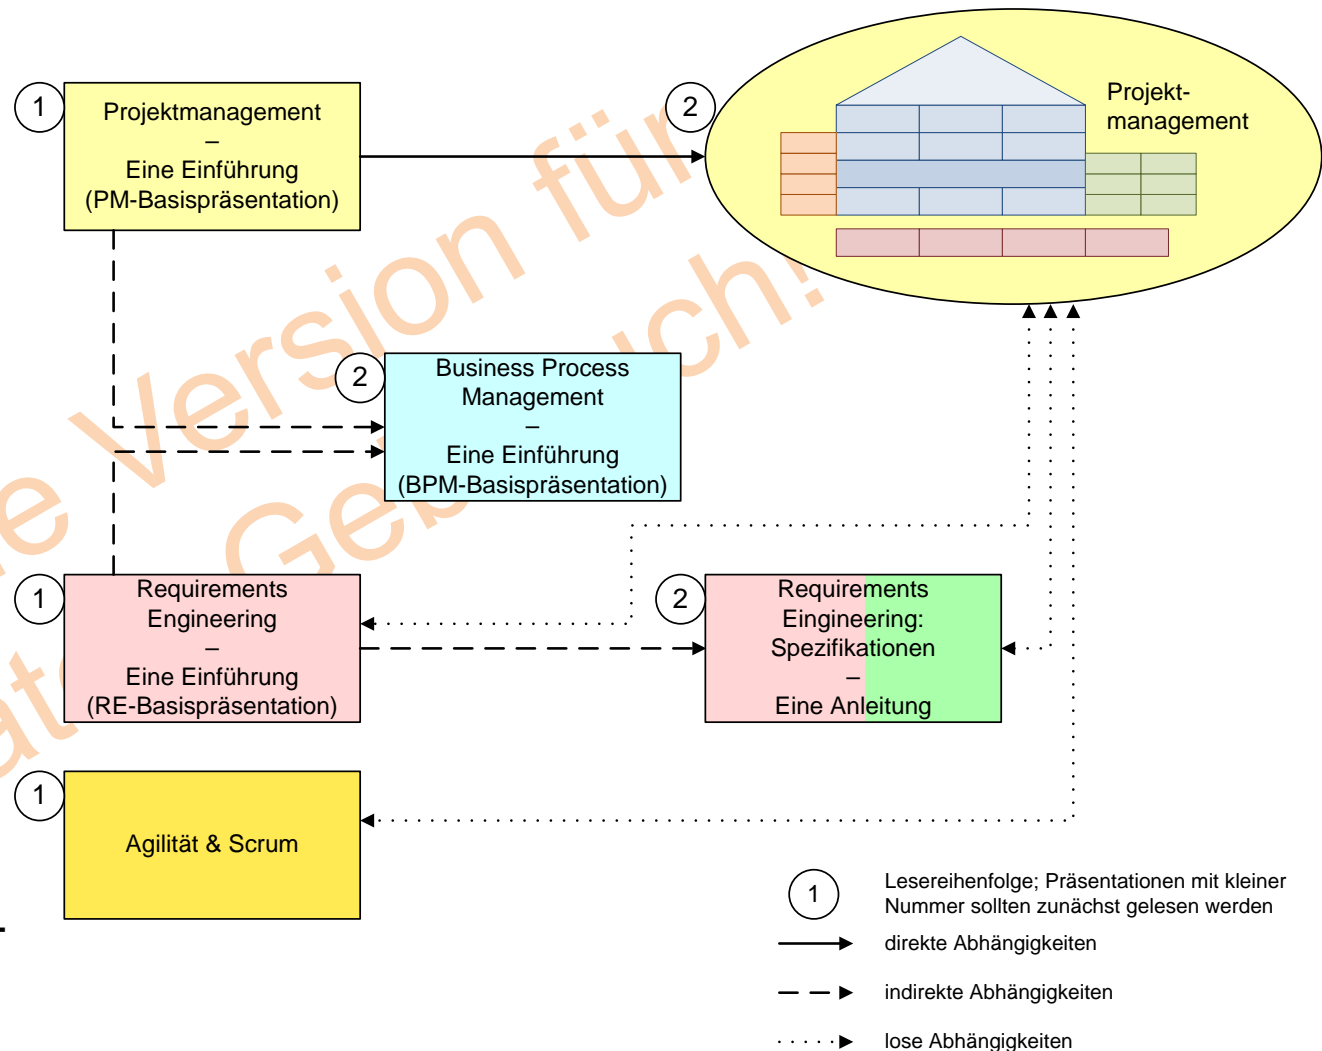 1
Projektmanagement
–
Eine Einführung
(PM-Basispräsentation)
2
Projekt-
management
2
Business Process
Management
–
Eine Einführung
(BPM-Basispräsentation)
1
Requirements
Engineering
–
Eine Einführung
(RE-Basispräsentation)
2
Requirements
Eingineering:
Spezifikationen
–
Eine Anleitung
1
Agilität & Scrum
1
Lesereihenfolge; Präsentationen mit kleiner
Nummer sollten zunächst gelesen werden
direkte Abhängigkeiten
indirekte Abhängigkeiten
lose Abhängigkeiten
Version für